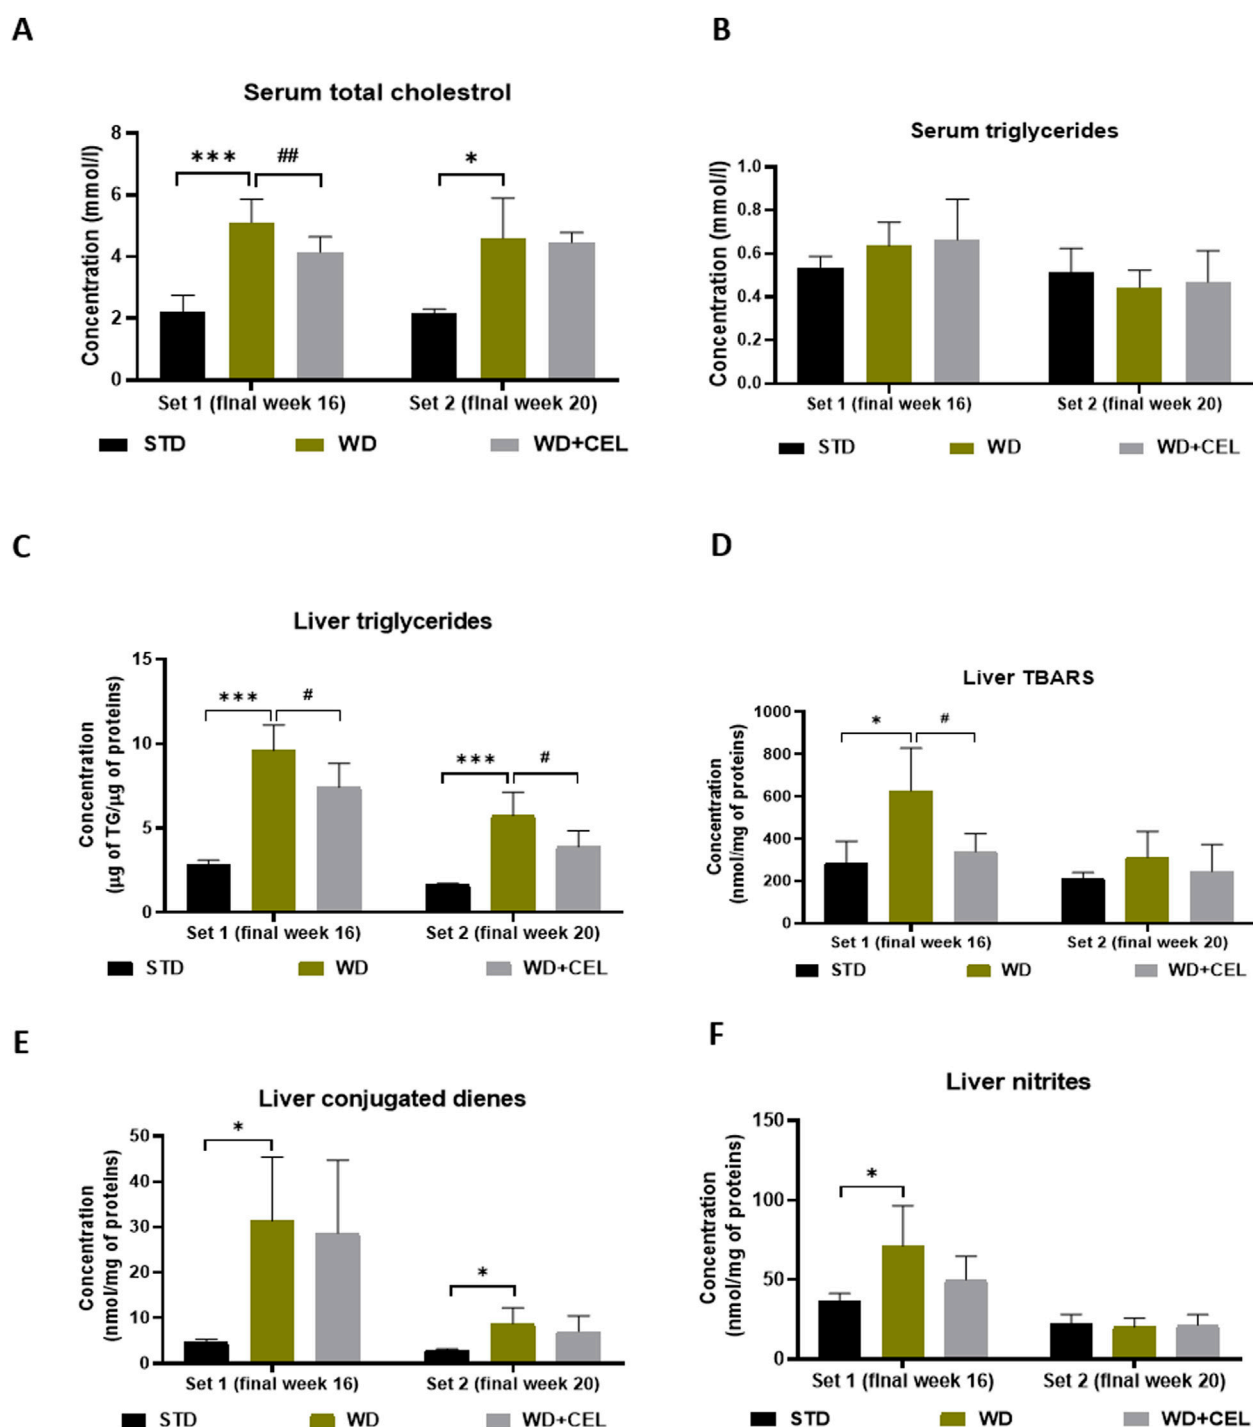 A
Serum total cholestrol
Concentration (mmol/l)
8
6
4
2
0
*** ## *
Set 1 (final week 16) Set 2 (final week 20)
STD WD WD+CEL
B
Serum triglycerides
Concentration (mmol/l)
1.0
0.8
0.6
0.4
0.2
0.0
Set 1 (final week 16) Set 2 (final week 20)
STD WD WD+CEL
C
Liver triglycerides
Concentration
(µg of TG/µg of proteins)
15
10
5
0
*** # *** #
Set 1 (final week 16) Set 2 (final week 20)
STD WD WD+CEL
D
Liver TBARS
Concentration
(nmol/mg of proteins)
1000
800
600
400
200
0
* #
Set 1 (final week 16) Set 2 (final week 20)
STD WD WD+CEL
E
Liver conjugated dienes
Concentration
(nmol/mg of proteins)
50
40
30
20
10
0
* *
Set 1 (final week 16) Set 2 (final week 20)
STD WD WD+CEL
F
Liver nitrites
Concentration
(nmol/mg of proteins)
150
100
50
0
*
Set 1 (final week 16) Set 2 (final week 20)
STD WD WD+CEL